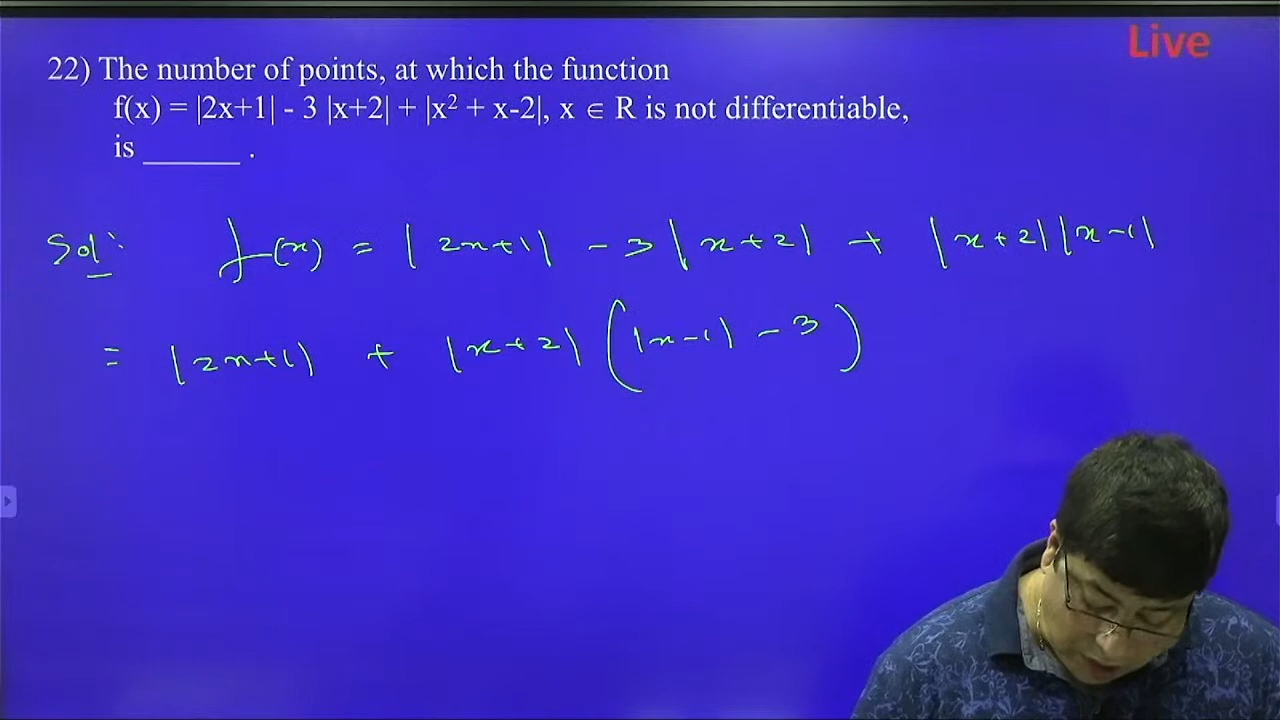 Live
22) The number of points, at which the function
f(x) = |2x+1| - 3 |x+2| + |x² + x-2|, x ∈ R is not differentiable,
is ______ .
Sol: f(x) = |2x+1| - 3 |x+2| + |x+2||x-1|
= |2x+1| + |x+2| (|x-1| - 3)